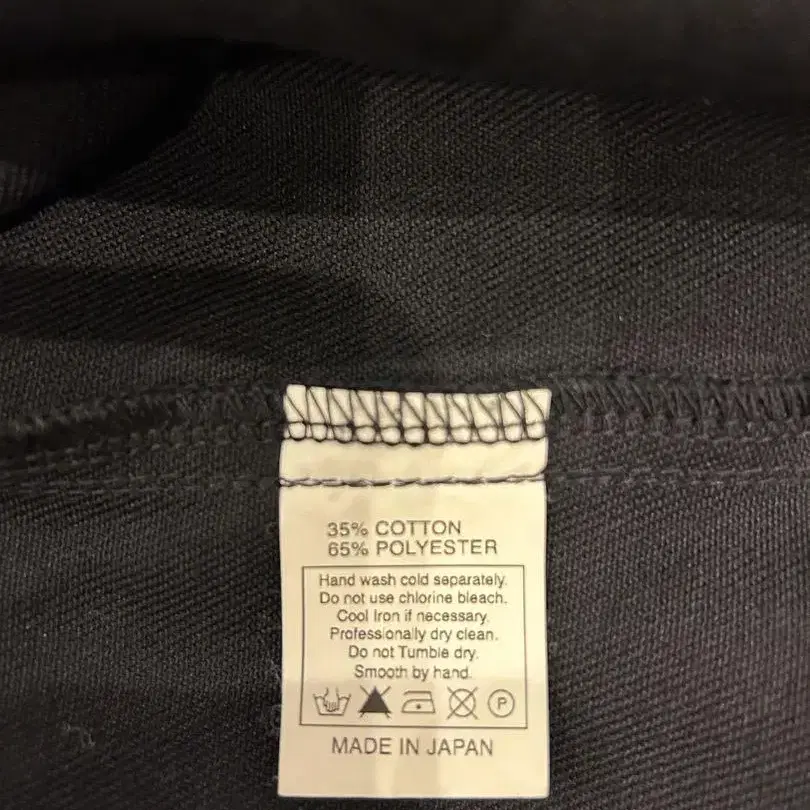 35% COTTON
65% POLYESTER
Hand wash cold separately.
Do not use chlorine bleach.
Cool Iron if necessary.
Professionally dry clean.
Do not Tumble dry.
Smooth by hand.
P
MADE IN JAPAN